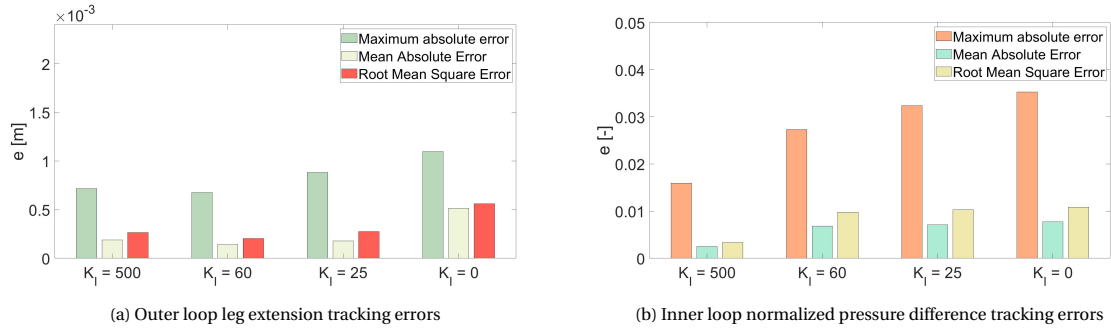 ×10⁻³
2
1.5
1
0.5
0
e [m]
Maximum absolute error
Mean Absolute Error
Root Mean Square Error
K_I = 500 K_I = 60 K_I = 25 K_I = 0
(a) Outer loop leg extension tracking errors
0.05
0.04
0.03
0.02
0.01
0
e [-]
Maximum absolute error
Mean Absolute Error
Root Mean Square Error
K_I = 500 K_I = 60 K_I = 25 K_I = 0
(b) Inner loop normalized pressure difference tracking errors